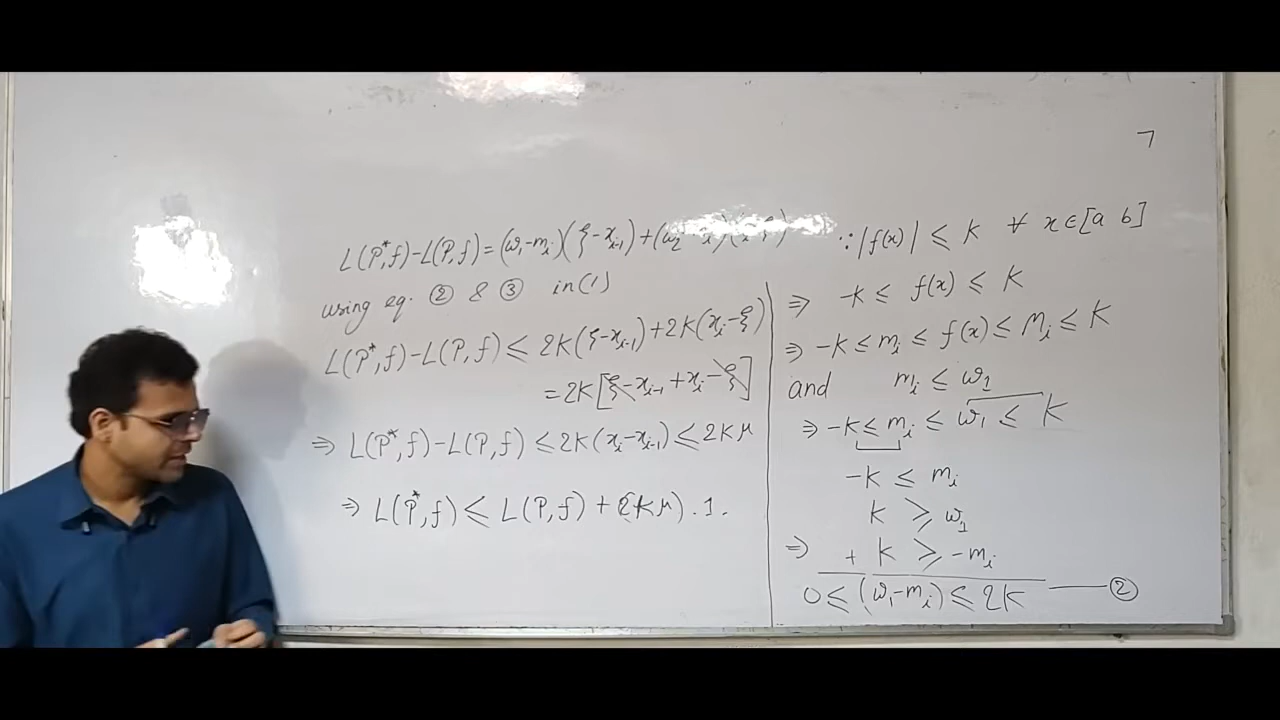 7
L(P*,f)-L(P,f)=(ω₁-mᵢ)(ξ-xᵢ₋₁)+(ω₂
using eq. ② & ③ in (1)
L(P*,f)-L(P,f) ≤ 2K(ξ-xᵢ₋₁)+2K(xᵢ-ξ)
=2K[ξ-xᵢ₋₁+xᵢ-ξ]
⇒ L(P*,f)-L(P,f) ≤ 2K(xᵢ-xᵢ₋₁) ≤ 2Kμ
⇒ L(P*,f) ≤ L(P,f) + (2Kμ).1.
∵ |f(x)| ≤ K ∀ x∈[a b]
⇒ -K ≤ f(x) ≤ K
⇒ -K ≤ mᵢ ≤ f(x) ≤ Mᵢ ≤ K
and mᵢ ≤ ω₁
⇒ -K ≤ mᵢ ≤ ω₁ ≤ K
-K ≤ mᵢ
K ≥ ω₁
⇒ + K ≥ -mᵢ
0 ≤ (ω₁-mᵢ) ≤ 2K — ②